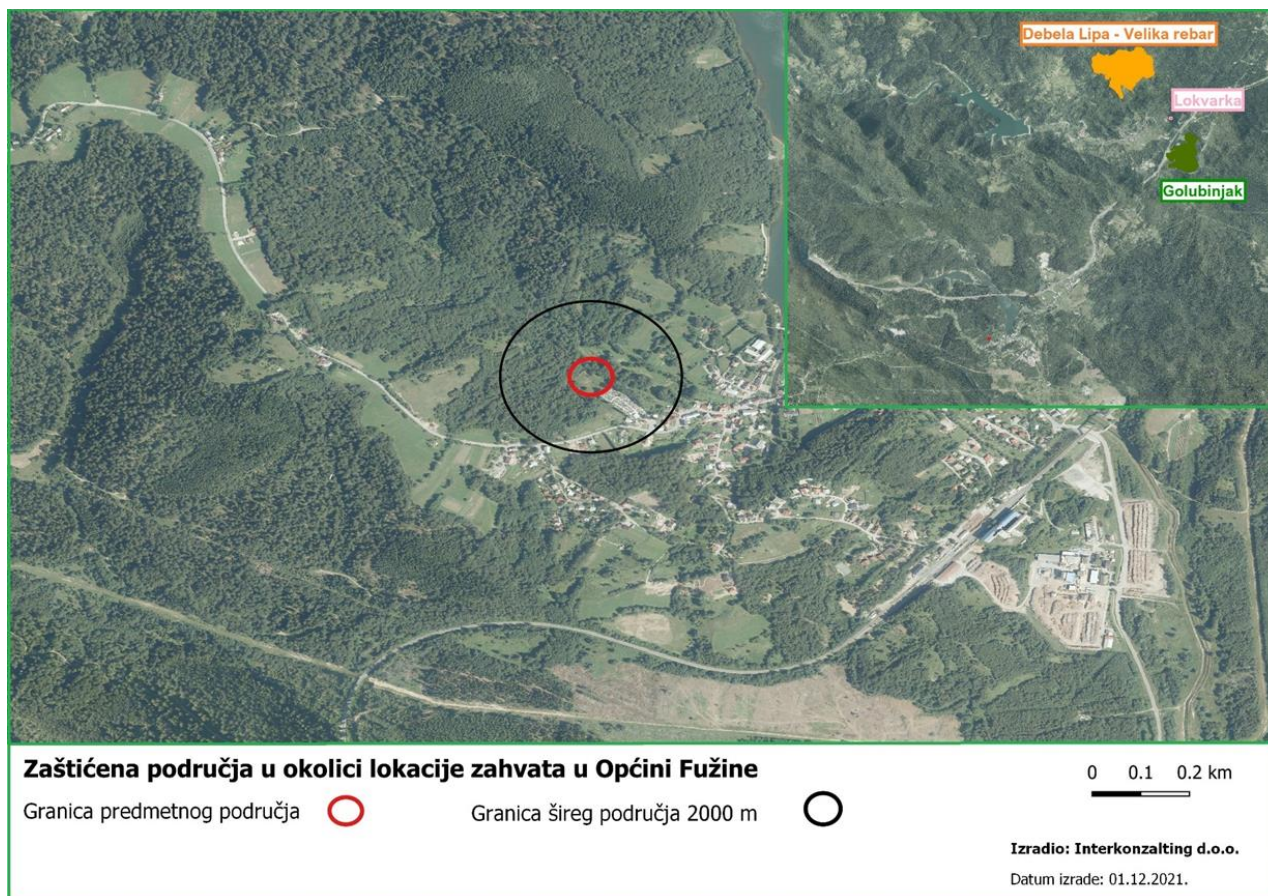 Debela Lipa - Velika rebar
Lokvarka
Golubinjak
Zaštićena područja u okolici lokacije zahvata u Općini Fužine
0 0.1 0.2 km
Granica predmetnog područja
Granica šireg područja 2000 m
Izradio: Interkonzalting d.o.o.
Datum izrade: 01.12.2021.